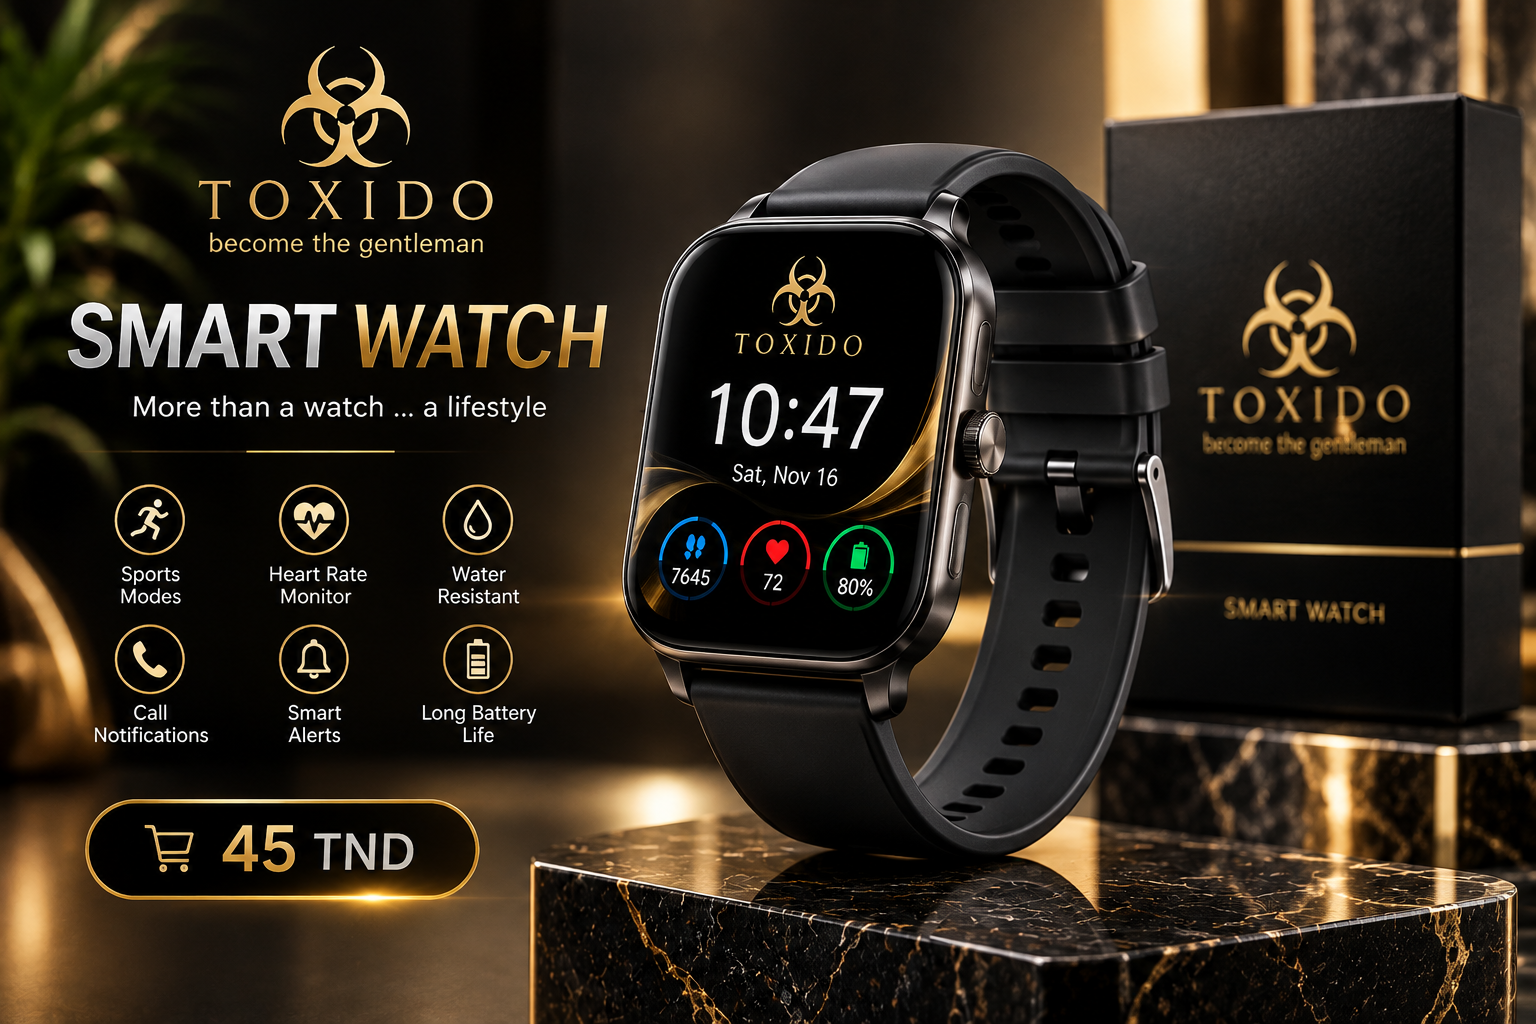 TOXIDO
become the gentleman
SMART WATCH
More than a watch ... a lifestyle
Sports
Modes
Heart Rate
Monitor
Water
Resistant
Call
Notifications
Smart
Alerts
Long Battery
Life
45 TND
TOXIDO
10:47
Sat, Nov 16
7645
72
80%
TOXIDO
become the gentleman
SMART WATCH